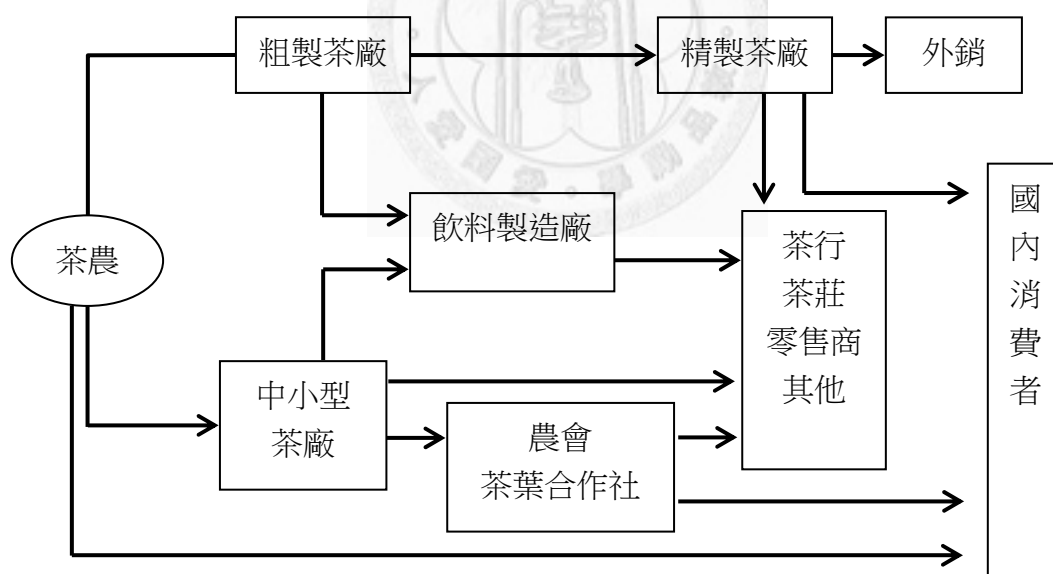 粗製茶廠
精製茶廠
外銷
茶農
飲料製造廠
茶行
茶莊
零售商
其他
國
內
消
費
者
中小型
茶廠
農會
茶葉合作社